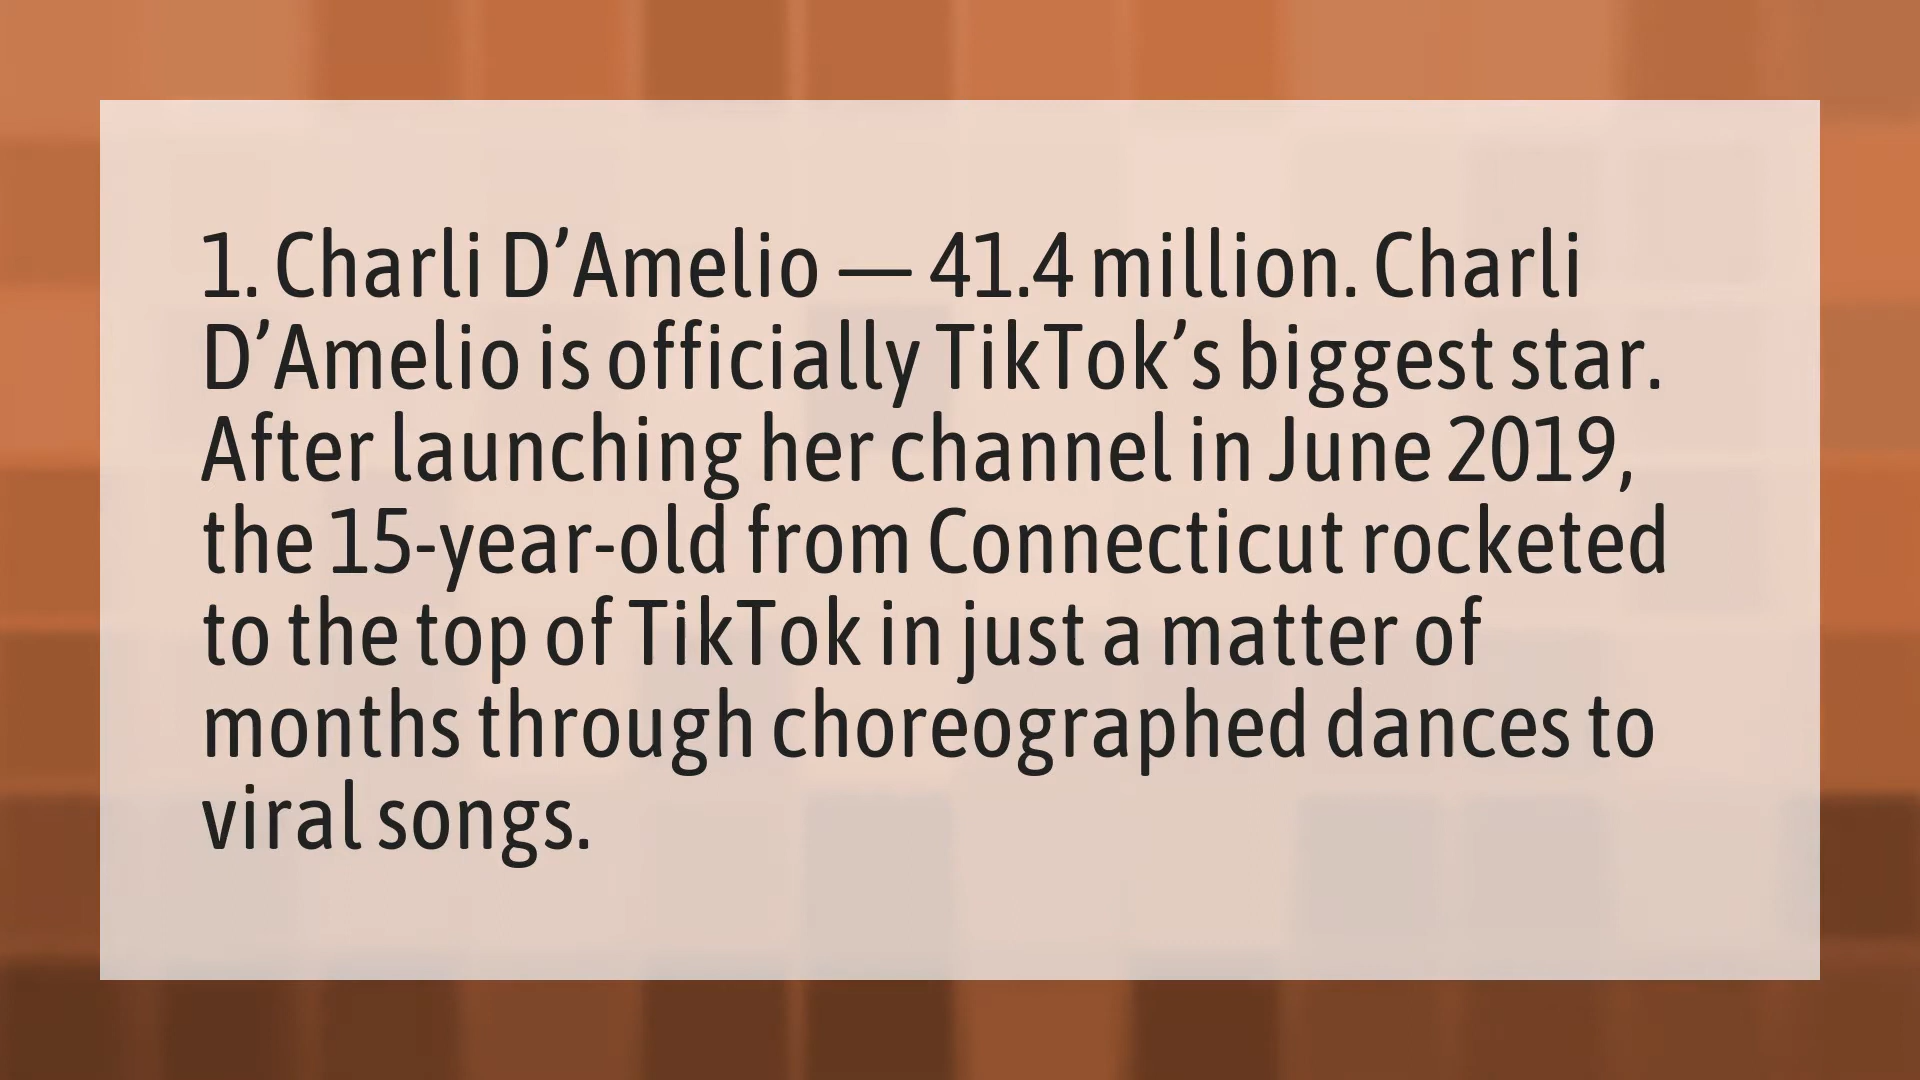 1. Charli D’Amelio — 41.4 million. Charli
D’Amelio is officially TikTok’s biggest star.
After launching her channel in June 2019,
the 15-year-old from Connecticut rocketed
to the top of TikTok in just a matter of
months through choreographed dances to
viral songs.